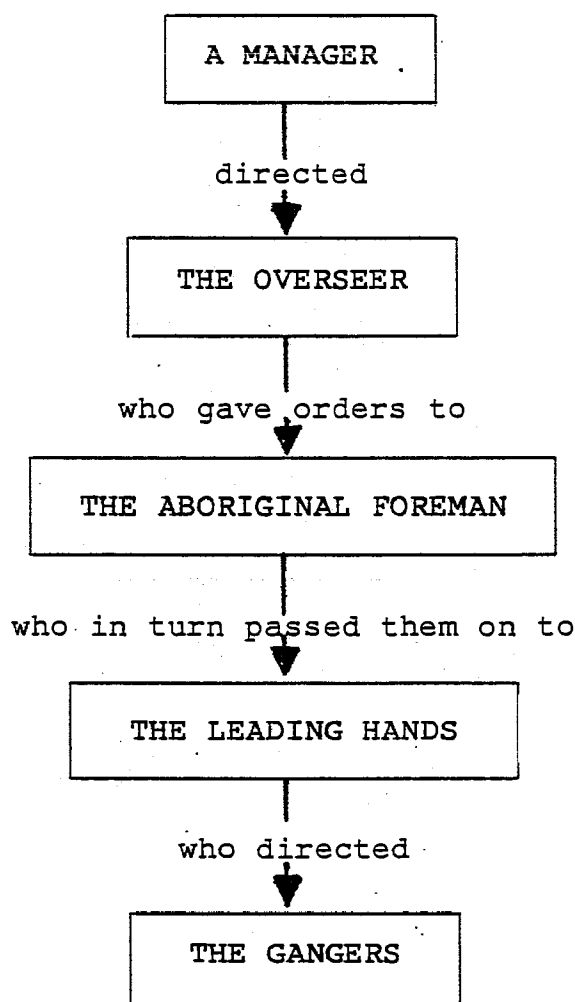 A MANAGER
directed
THE OVERSEER
who gave orders to
THE ABORIGINAL FOREMAN
who in turn passed them on to
THE LEADING HANDS
who directed
THE GANGERS